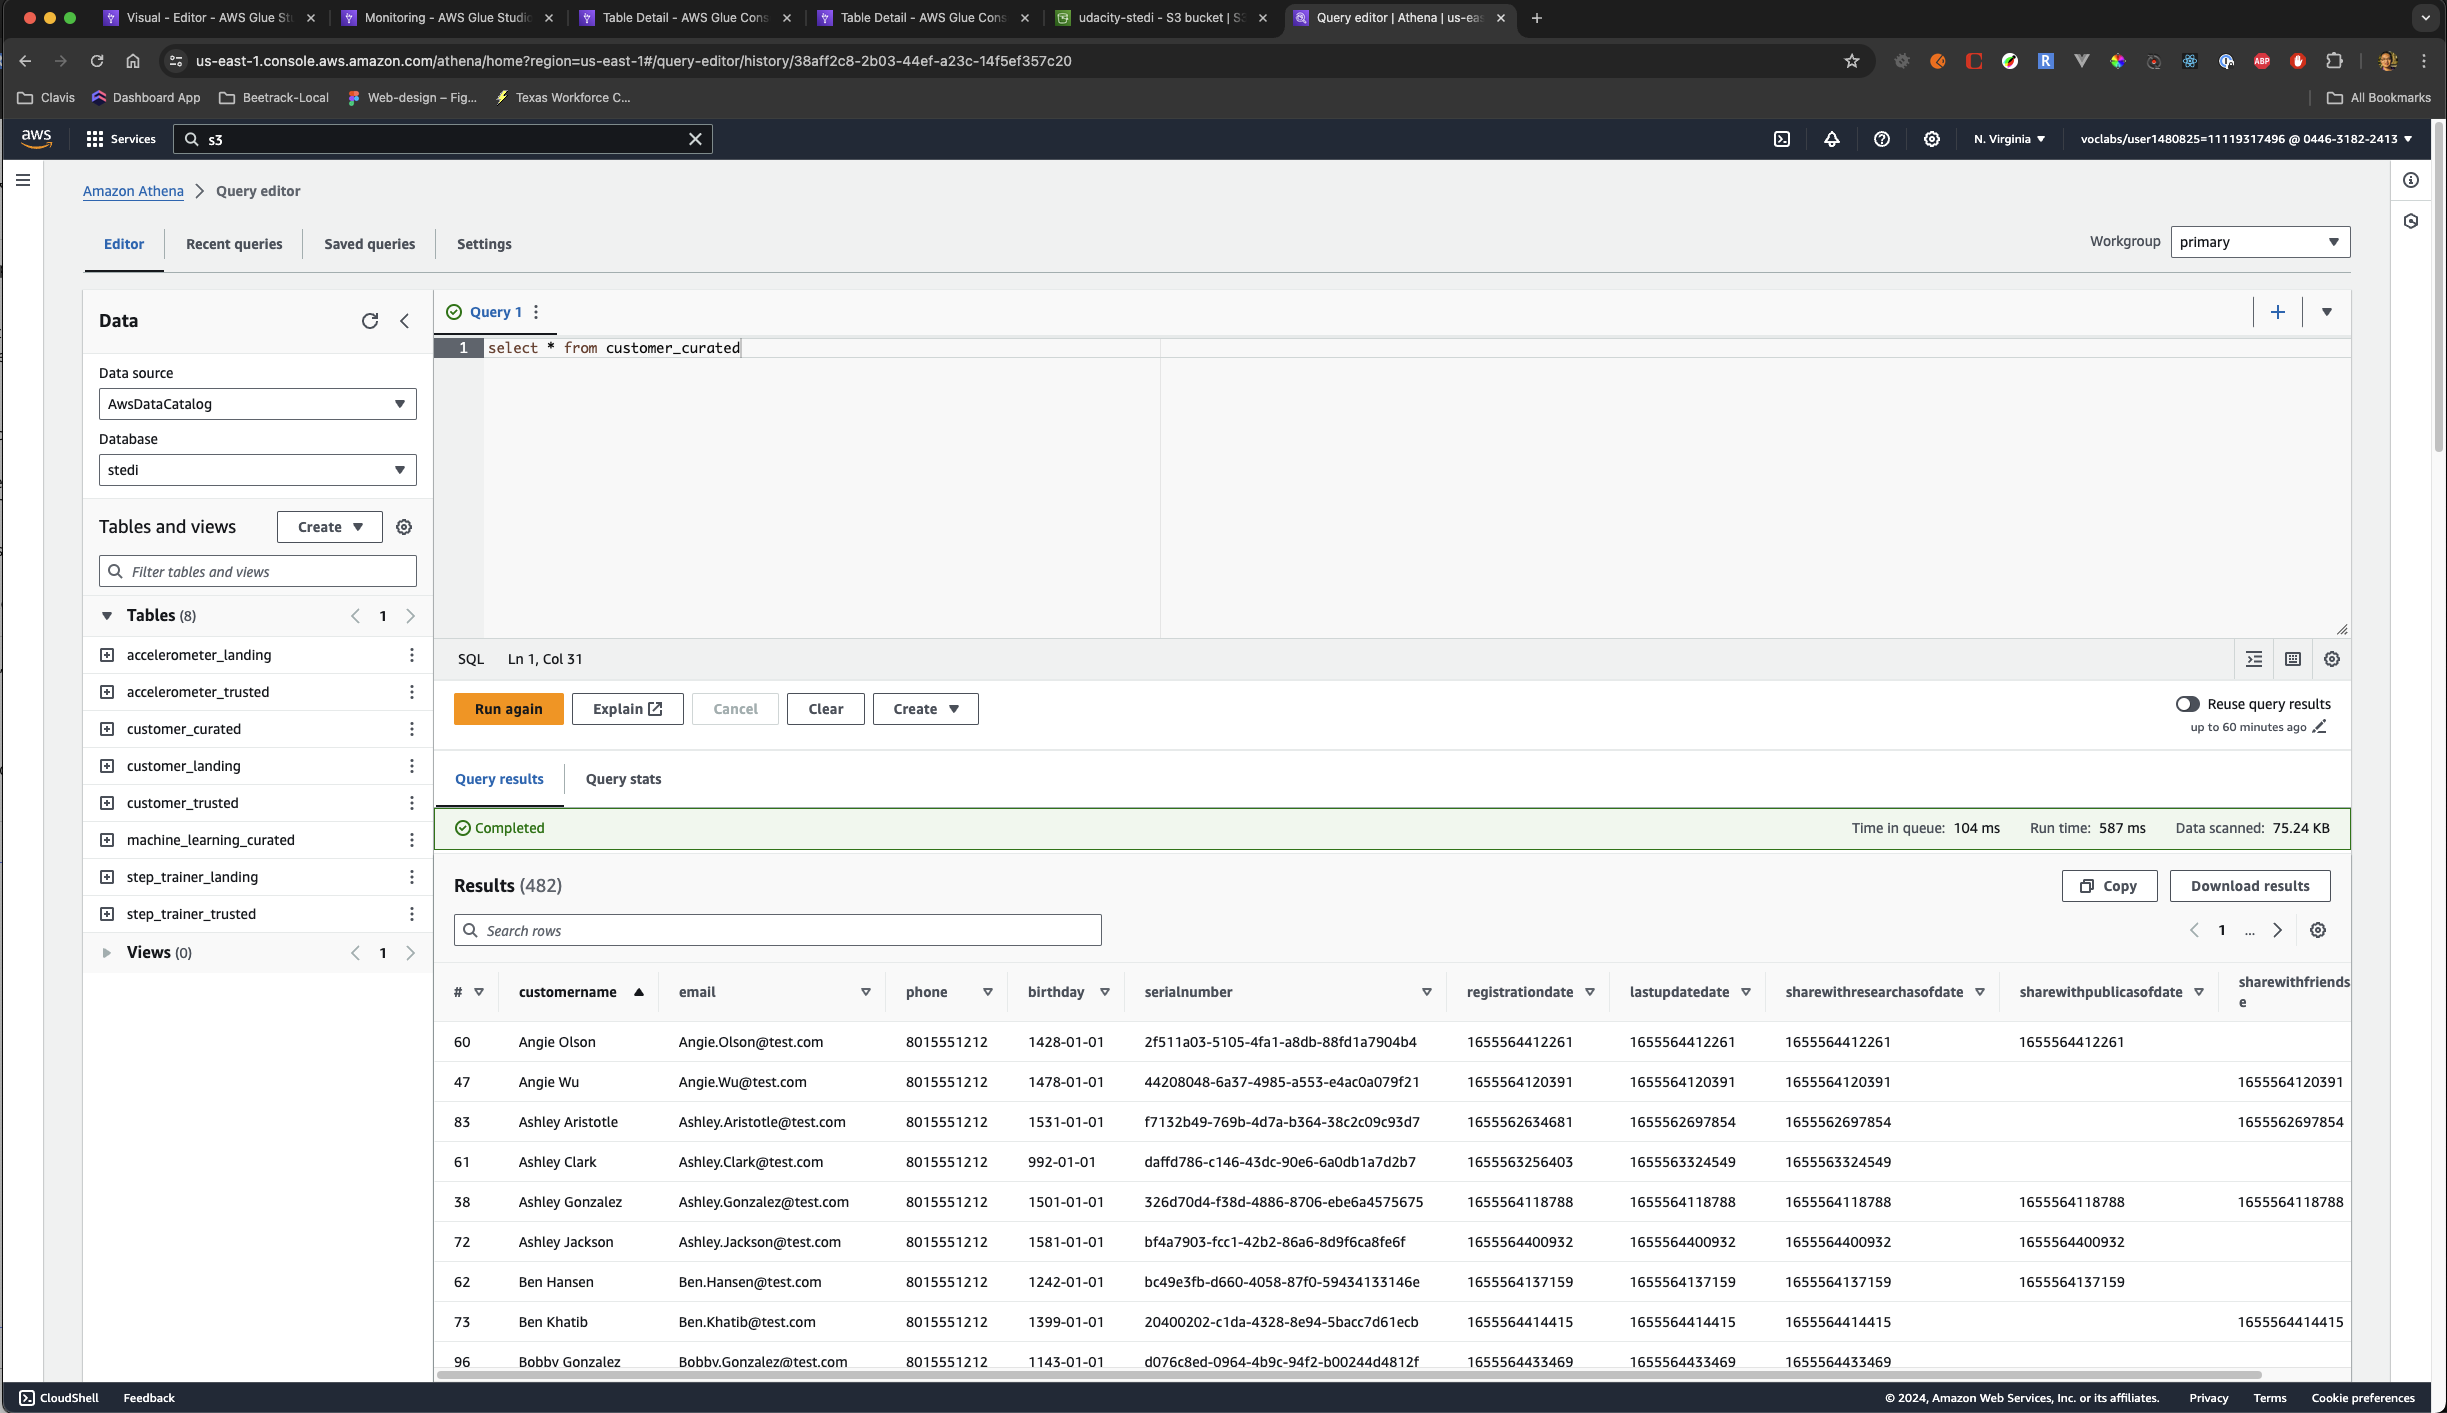 Visual - Editor - AWS Glue St
Monitoring - AWS Glue Studio
Table Detail - AWS Glue Cons
Table Detail - AWS Glue Cons
udacity-stedi - S3 bucket | S3
Query editor | Athena | us-eas
us-east-1.console.aws.amazon.com/athena/home?region=us-east-1#/query-editor/history/38aff2c8-2b03-44ef-a23c-14f5ef357c20
Clavis
Dashboard App
Beetrack-Local
Web-design – Fig...
Texas Workforce C...
All Bookmarks
aws
Services
s3
N. Virginia
voclabs/user1480825=11119317496 @ 0446-3182-2413
Amazon Athena > Query editor
Editor
Recent queries
Saved queries
Settings
Workgroup
primary
Data
Data source
AwsDataCatalog
Database
stedi
Tables and views
Create
Filter tables and views
Tables (8)
1
accelerometer_landing
accelerometer_trusted
customer_curated
customer_landing
customer_trusted
machine_learning_curated
step_trainer_landing
step_trainer_trusted
Views (0)
1
Query 1
1 select * from customer_curated
SQL Ln 1, Col 31
Run again
Explain
Cancel
Clear
Create
Reuse query results
up to 60 minutes ago
Query results
Query stats
Completed
Time in queue: 104 ms
Run time: 587 ms
Data scanned: 75.24 KB
Results (482)
Copy
Download results
Search rows
1 ...
# customername email phone birthday serialnumber registrationdate lastupdatedate sharewithresearchasofdate sharewithpublicasofdate sharewithfriends
e
60 Angie Olson Angie.Olson@test.com 8015551212 1428-01-01 2f511a03-5105-4fa1-a8db-88fd1a7904b4 1655564412261 1655564412261 1655564412261 1655564412261
47 Angie Wu Angie.Wu@test.com 8015551212 1478-01-01 44208048-6a37-4985-a553-e4ac0a079f21 1655564120391 1655564120391 1655564120391 1655564120391
83 Ashley Aristotle Ashley.Aristotle@test.com 8015551212 1531-01-01 f7132b49-769b-4d7a-b364-38c2c09c93d7 1655562634681 1655562697854 1655562697854 1655562697854
61 Ashley Clark Ashley.Clark@test.com 8015551212 992-01-01 daffd786-c146-43dc-90e6-6a0db1a7d2b7 1655563256403 1655563324549 1655563324549
38 Ashley Gonzalez Ashley.Gonzalez@test.com 8015551212 1501-01-01 326d70d4-f38d-4886-8706-ebe6a4575675 1655564118788 1655564118788 1655564118788 1655564118788 1655564118788
72 Ashley Jackson Ashley.Jackson@test.com 8015551212 1581-01-01 bf4a7903-fcc1-42b2-86a6-8d9f6ca8fe6f 1655564400932 1655564400932 1655564400932 1655564400932
62 Ben Hansen Ben.Hansen@test.com 8015551212 1242-01-01 bc49e3fb-d660-4058-87f0-59434133146e 1655564137159 1655564137159 1655564137159 1655564137159
73 Ben Khatib Ben.Khatib@test.com 8015551212 1399-01-01 20400202-c1da-4328-8e94-5bacc7d61ecb 1655564414415 1655564414415 1655564414415 1655564414415
96 Bobby Gonzalez Bobby.Gonzalez@test.com 8015551212 1143-01-01 d076c8ed-0964-4b9c-94f2-b00244d4812f 1655564433469 1655564433469 1655564433469
CloudShell
Feedback
© 2024, Amazon Web Services, Inc. or its affiliates.
Privacy
Terms
Cookie preferences